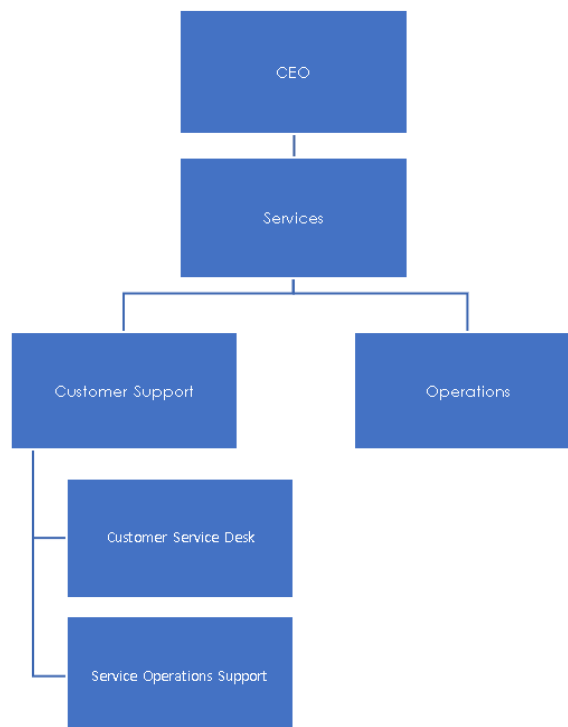 CEO
Services
Customer Support
Operations
Customer Service Desk
Service Operations Support